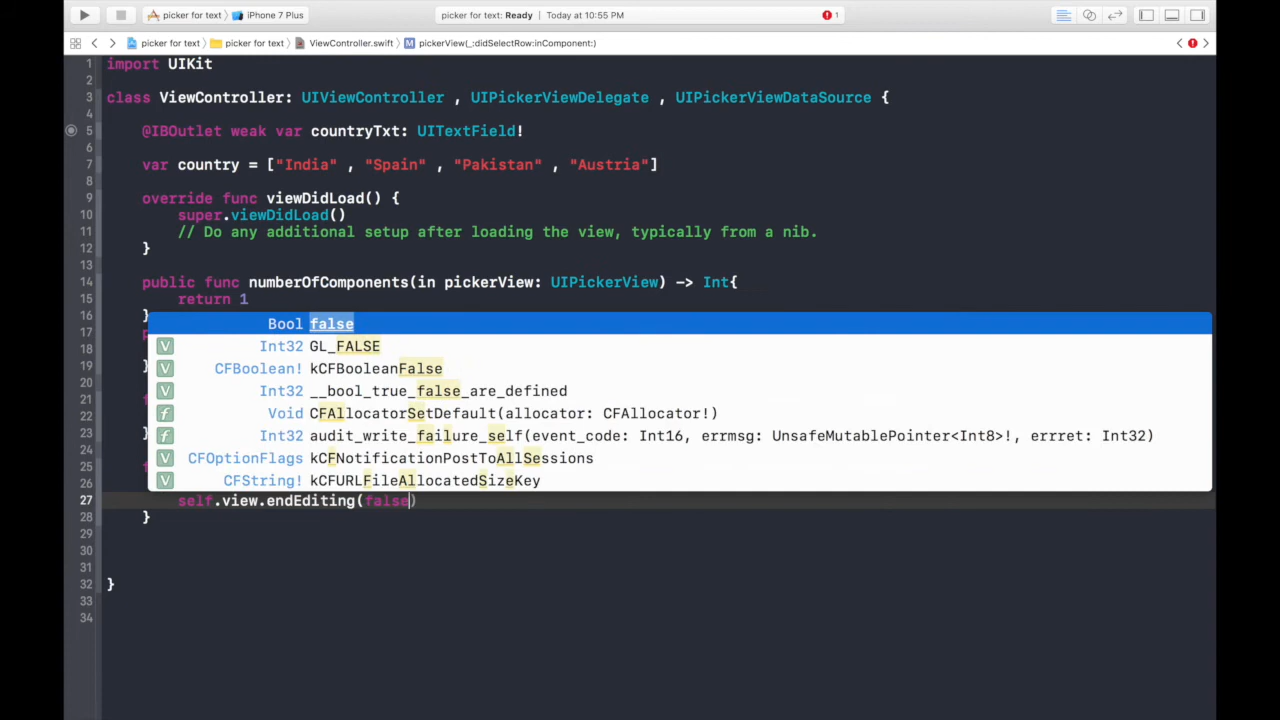 picker for text iPhone 7 Plus picker for text: Ready Today at 10:55 PM 1
picker for text picker for text ViewController.swift M pickerView(_:didSelectRow:inComponent:)
1 import UIKit
2
3 class ViewController: UIViewController , UIPickerViewDelegate , UIPickerViewDataSource {
4
5 @IBOutlet weak var countryTxt: UITextField!
6
7 var country = ["India" , "Spain" , "Pakistan" , "Austria"]
8
9 override func viewDidLoad() {
10 super.viewDidLoad()
11 // Do any additional setup after loading the view, typically from a nib.
12 }
13
14 public func numberOfComponents(in pickerView: UIPickerView) -> Int{
15 return 1
16 }
Bool false
17
V Int32 GL_FALSE
18
V CFBoolean! kCFBooleanFalse
19 }
20
V Int32 __bool_true_false_are_defined
21
f Void CFAllocatorSetDefault(allocator: CFAllocator!)
22
23 }
f Int32 audit_write_failure_self(event_code: Int16, errmsg: UnsafeMutablePointer<Int8>!, errret: Int32)
24
V CFOptionFlags kCFNotificationPostToAllSessions
25
V CFString! kCFURLFileAllocatedSizeKey
26
27 self.view.endEditing(false)
28 }
29
30
31
32 }
33
34